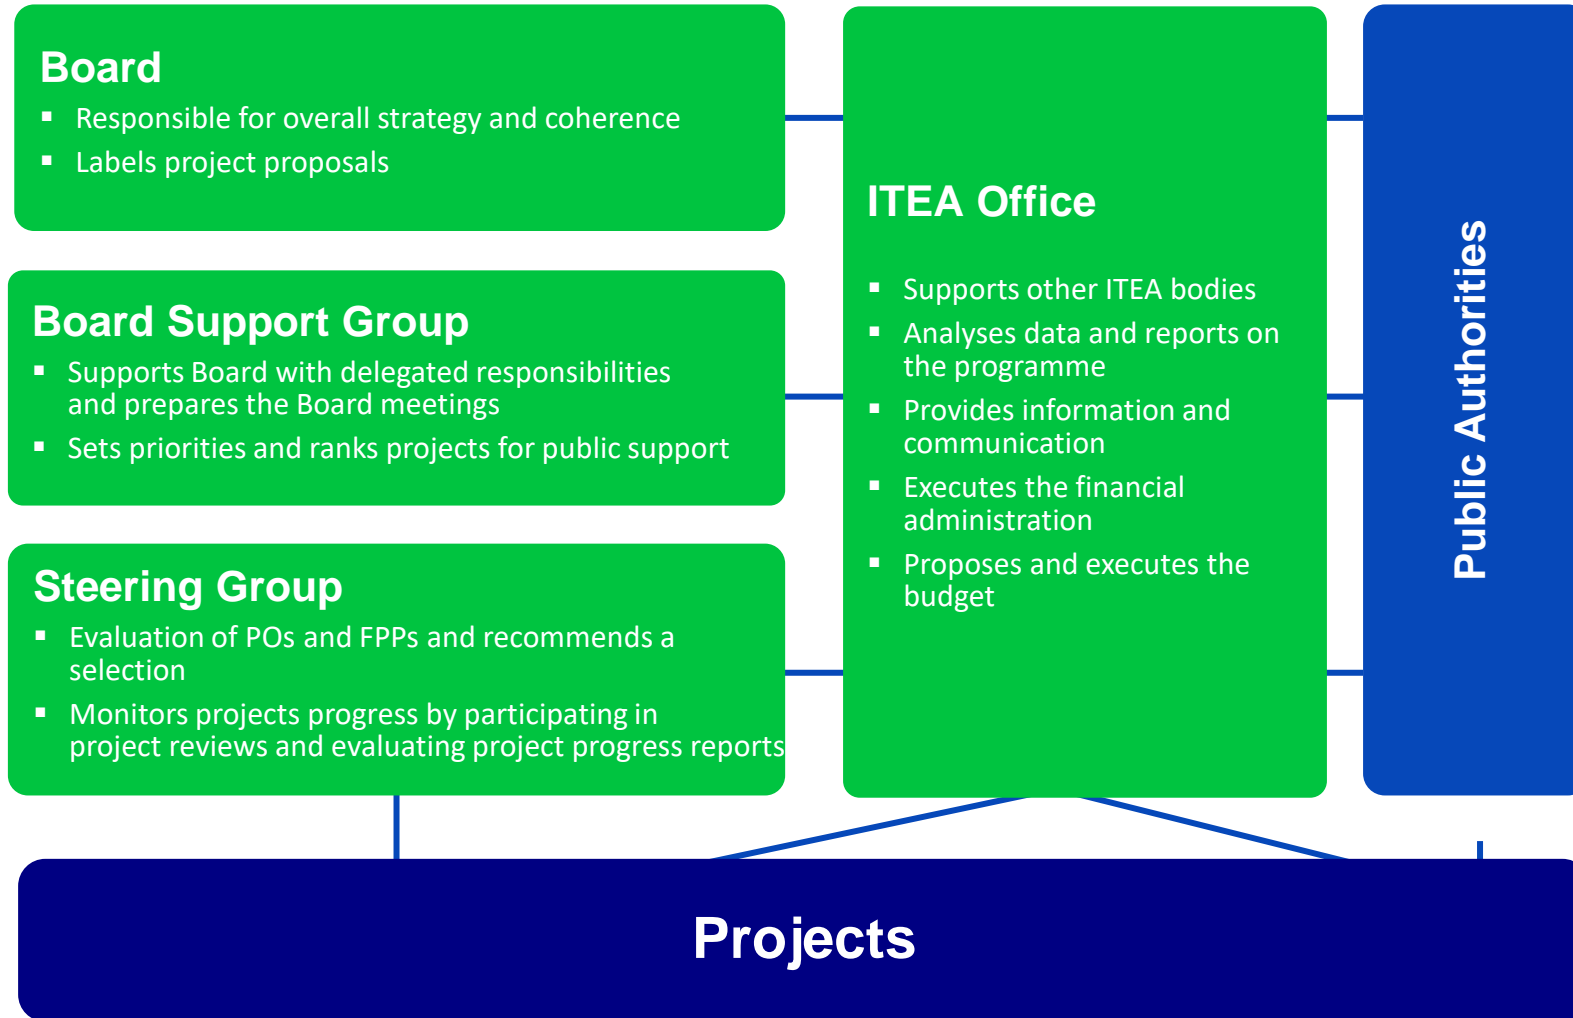 Board
▪ Responsible for overall strategy and coherence
▪ Labels project proposals
Board Support Group
▪ Supports Board with delegated responsibilities
and prepares the Board meetings
▪ Sets priorities and ranks projects for public support
Steering Group
▪ Evaluation of POs and FPPs and recommends a
selection
▪ Monitors projects progress by participating in
project reviews and evaluating project progress reports
ITEA Office
▪ Supports other ITEA bodies
▪ Analyses data and reports on
the programme
▪ Provides information and
communication
▪ Executes the financial
administration
▪ Proposes and executes the
budget
Public Authorities
Projects